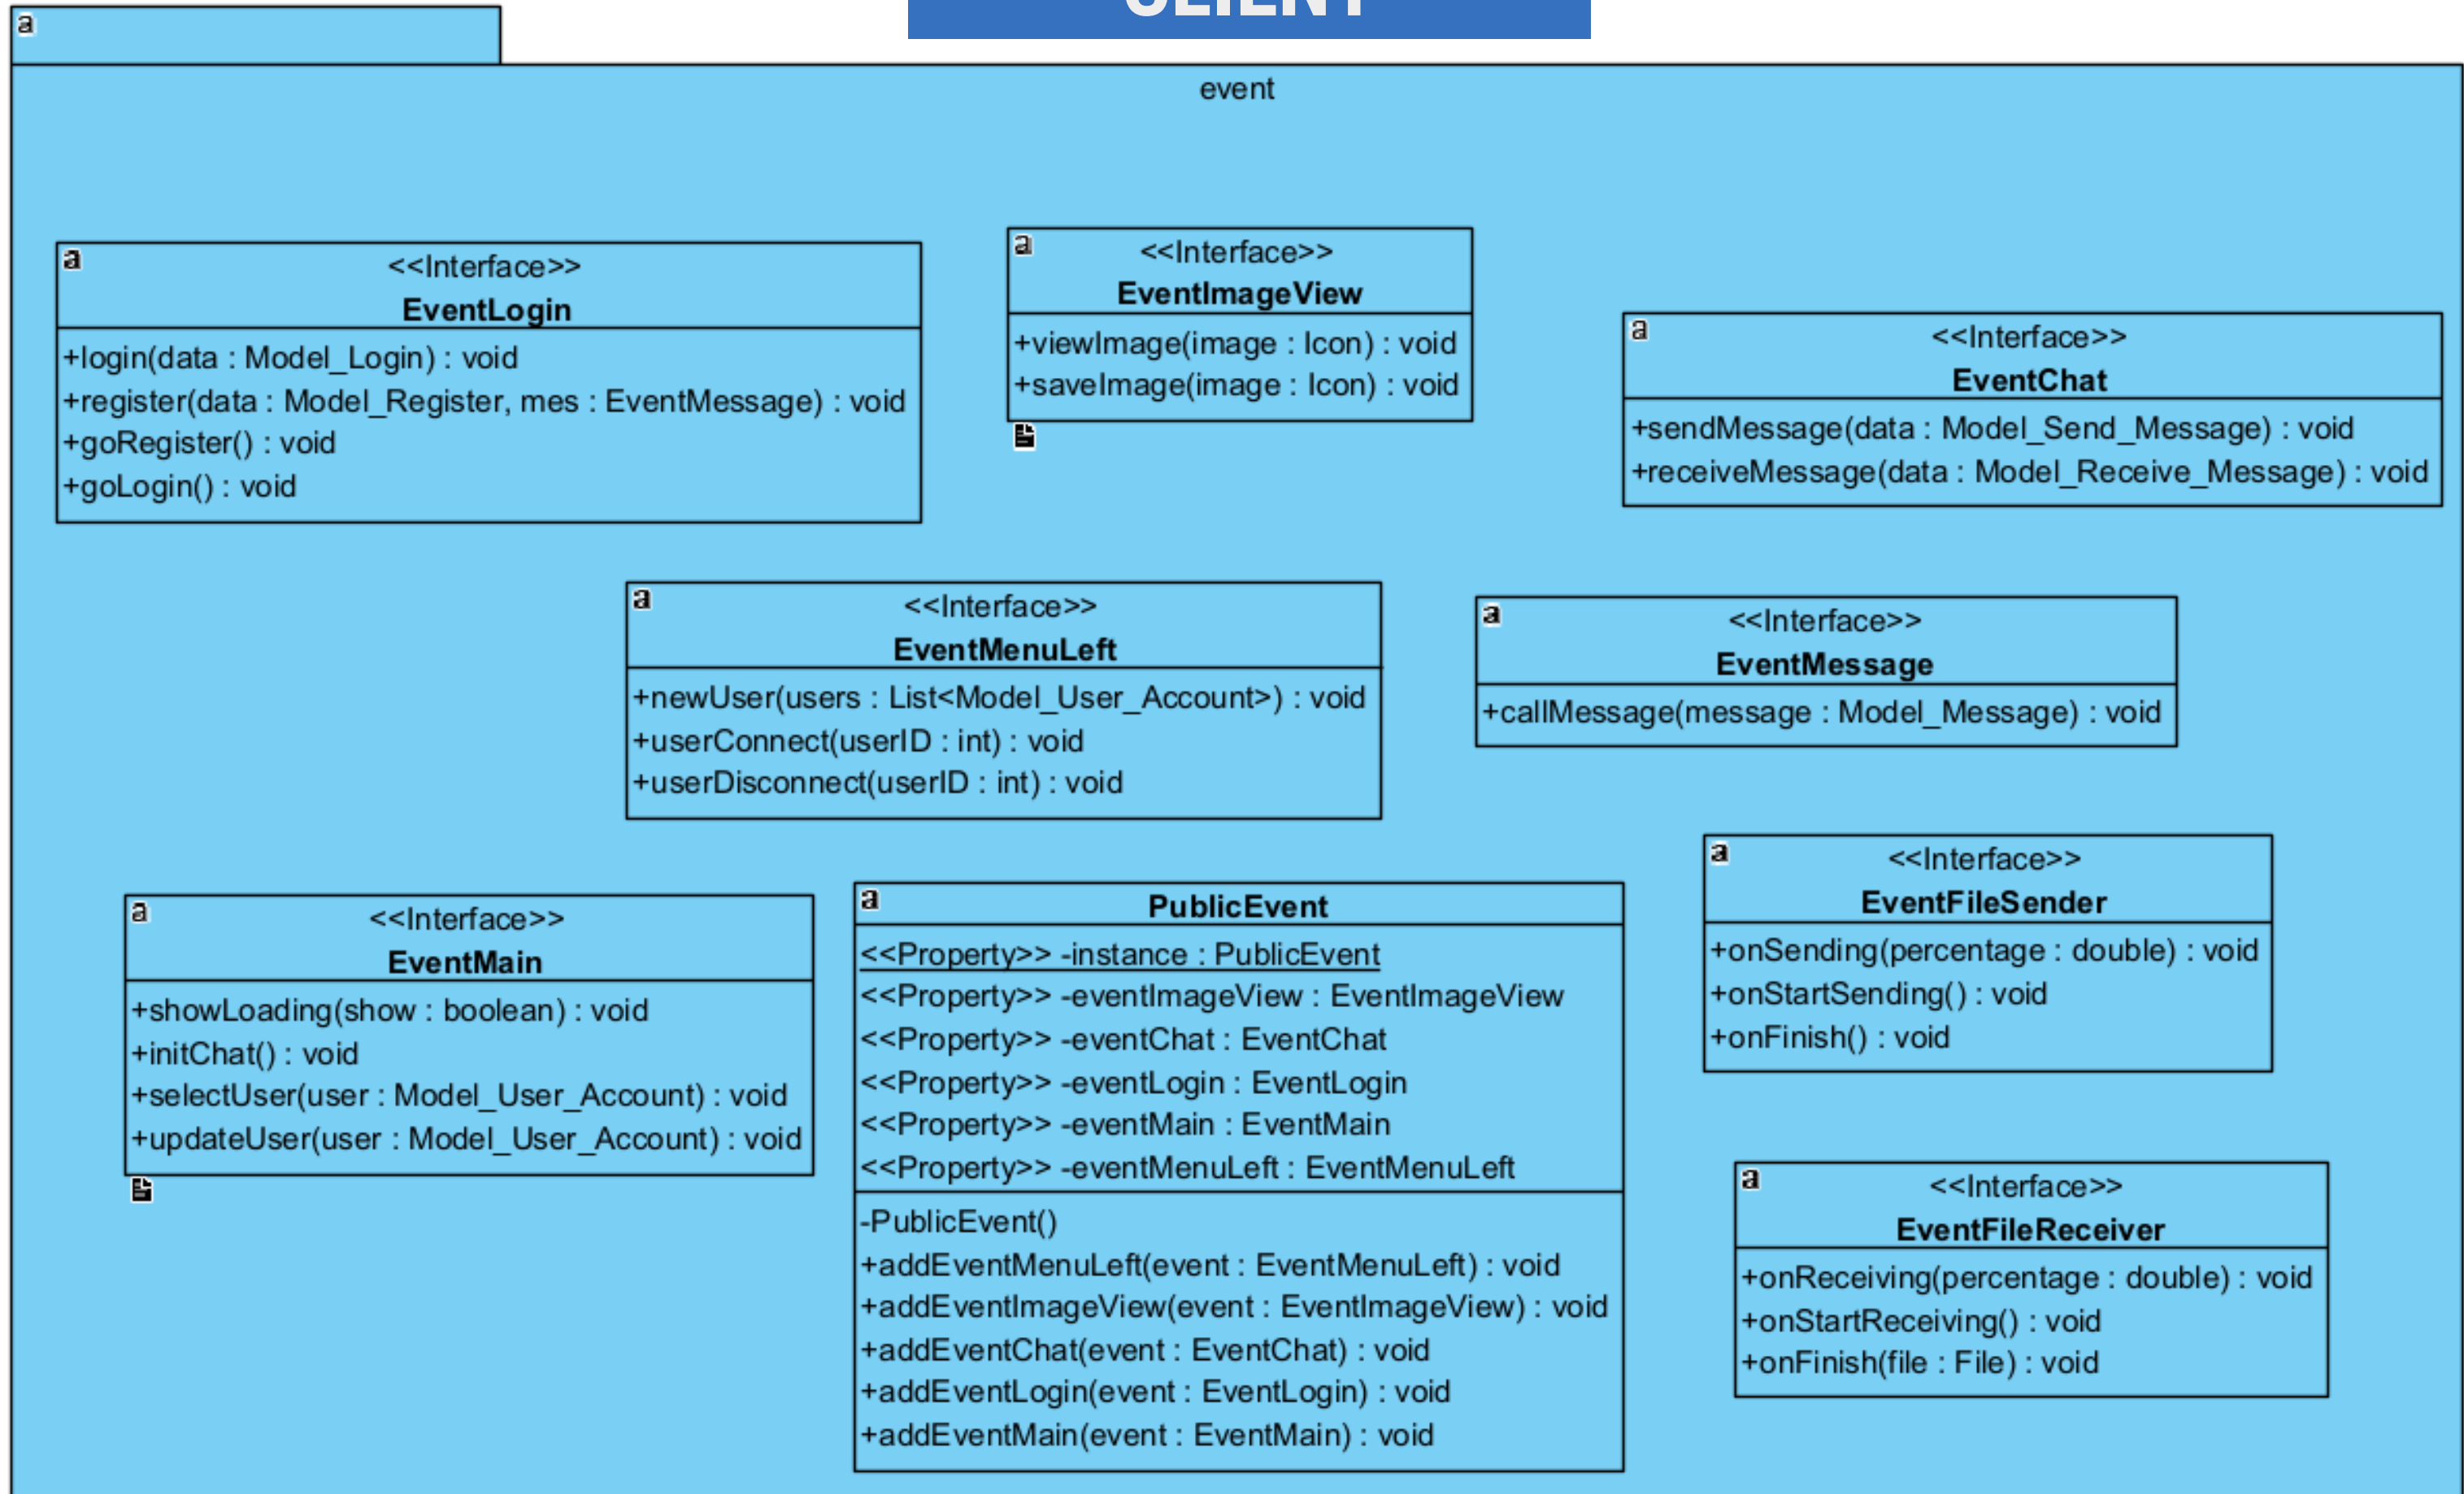 CLIENT
a
event
a
<<Interface>>
EventLogin
+login(data : Model_Login) : void
+register(data : Model_Register, mes : EventMessage) : void
+goRegister() : void
+goLogin() : void
a
<<Interface>>
EventImageView
+viewImage(image : Icon) : void
+saveImage(image : Icon) : void
a
<<Interface>>
EventChat
+sendMessage(data : Model_Send_Message) : void
+receiveMessage(data : Model_Receive_Message) : void
a
<<Interface>>
EventMenuLeft
+newUser(users : List<Model_User_Account>) : void
+userConnect(userID : int) : void
+userDisconnect(userID : int) : void
a
<<Interface>>
EventMessage
+callMessage(message : Model_Message) : void
a
<<Interface>>
EventMain
+showLoading(show : boolean) : void
+initChat() : void
+selectUser(user : Model_User_Account) : void
+updateUser(user : Model_User_Account) : void
a
PublicEvent
<<Property>> -instance : PublicEvent
<<Property>> -eventImageView : EventImageView
<<Property>> -eventChat : EventChat
<<Property>> -eventLogin : EventLogin
<<Property>> -eventMain : EventMain
<<Property>> -eventMenuLeft : EventMenuLeft
-PublicEvent()
+addEventMenuLeft(event : EventMenuLeft) : void
+addEventImageView(event : EventImageView) : void
+addEventChat(event : EventChat) : void
+addEventLogin(event : EventLogin) : void
+addEventMain(event : EventMain) : void
a
<<Interface>>
EventFileSender
+onSending(percentage : double) : void
+onStartSending() : void
+onFinish() : void
a
<<Interface>>
EventFileReceiver
+onReceiving(percentage : double) : void
+onStartReceiving() : void
+onFinish(file : File) : void